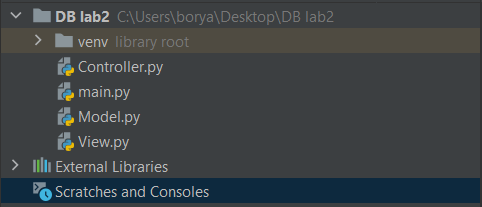 DB lab2 C:\Users\borya\Desktop\DB lab2
venv library root
Controller.py
main.py
Model.py
View.py
External Libraries
Scratches and Consoles